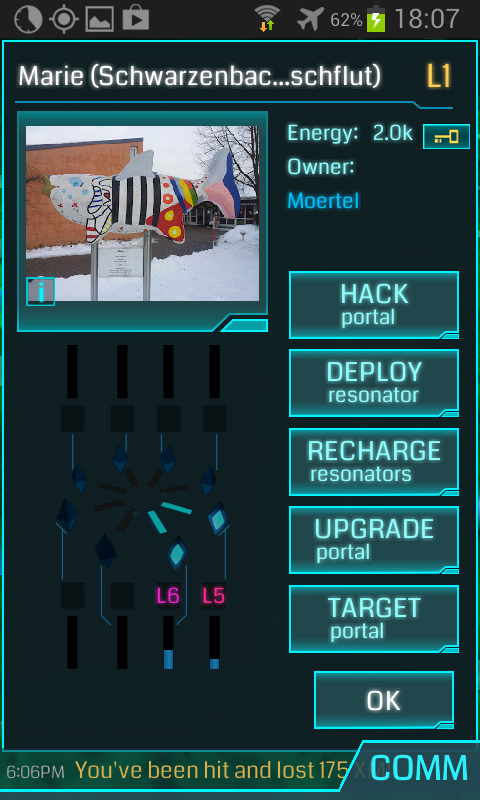 62% 18:07
Marie (Schwarzenbac...schflut) L1
Energy: 2.0k
Owner:
Moertel
i
HACK
portal
DEPLOY
resonator
RECHARGE
resonators
UPGRADE
portal
L6 L5
TARGET
portal
OK
6:06PM You've been hit and lost 175 XM
COMM